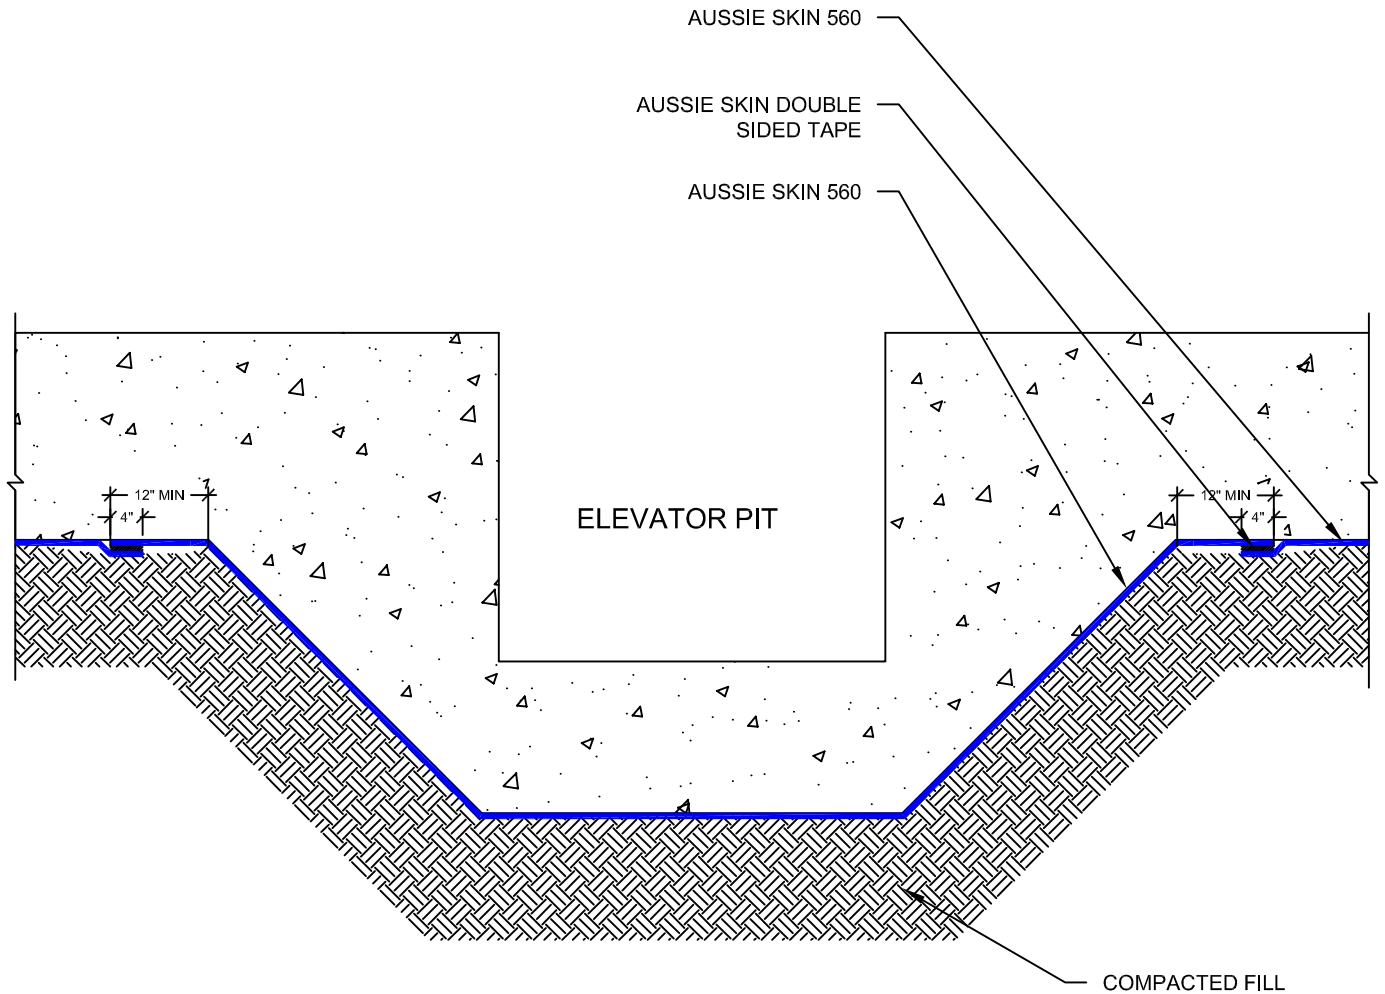 AUSSIE SKIN 560
AUSSIE SKIN DOUBLE
SIDED TAPE
AUSSIE SKIN 560
12" MIN
4"
12" MIN
4"
ELEVATOR PIT
COMPACTED FILL